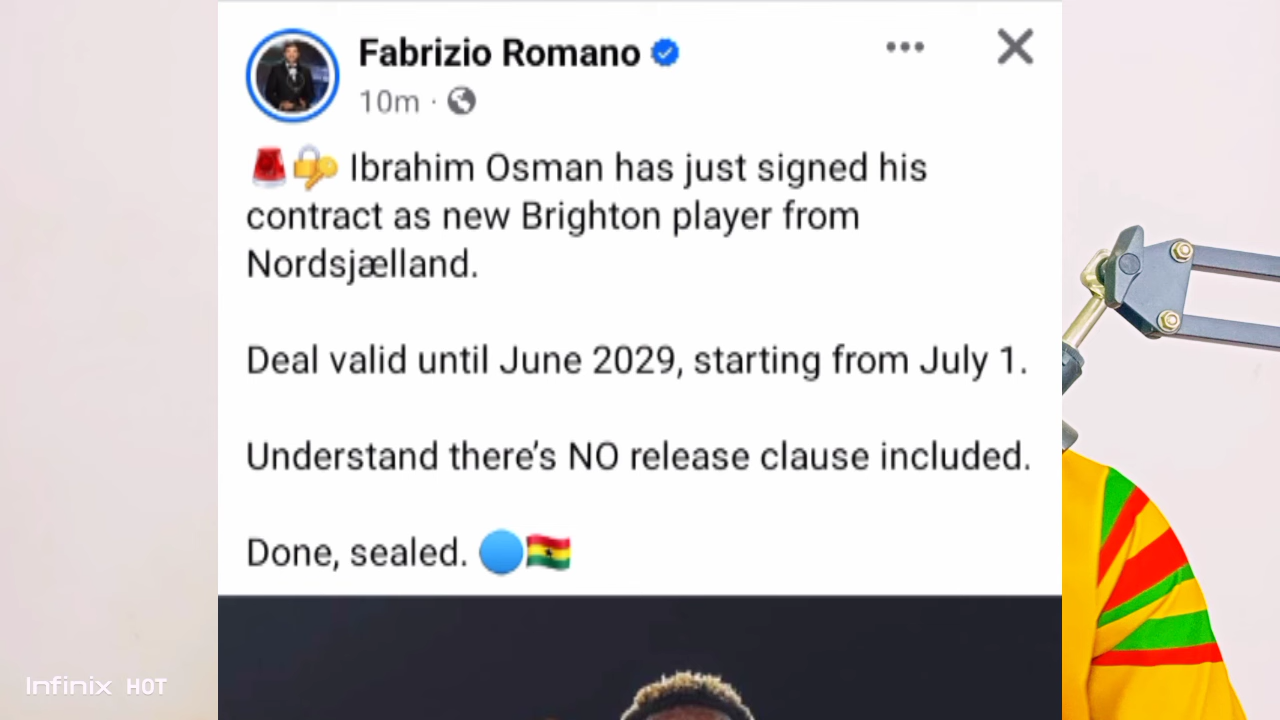 Fabrizio Romano
10m ·
🚨🔐 Ibrahim Osman has just signed his
contract as new Brighton player from
Nordsjælland.
Deal valid until June 2029, starting from July 1.
Understand there's NO release clause included.
Done, sealed. 🔵🇬🇭
Infinix HOT